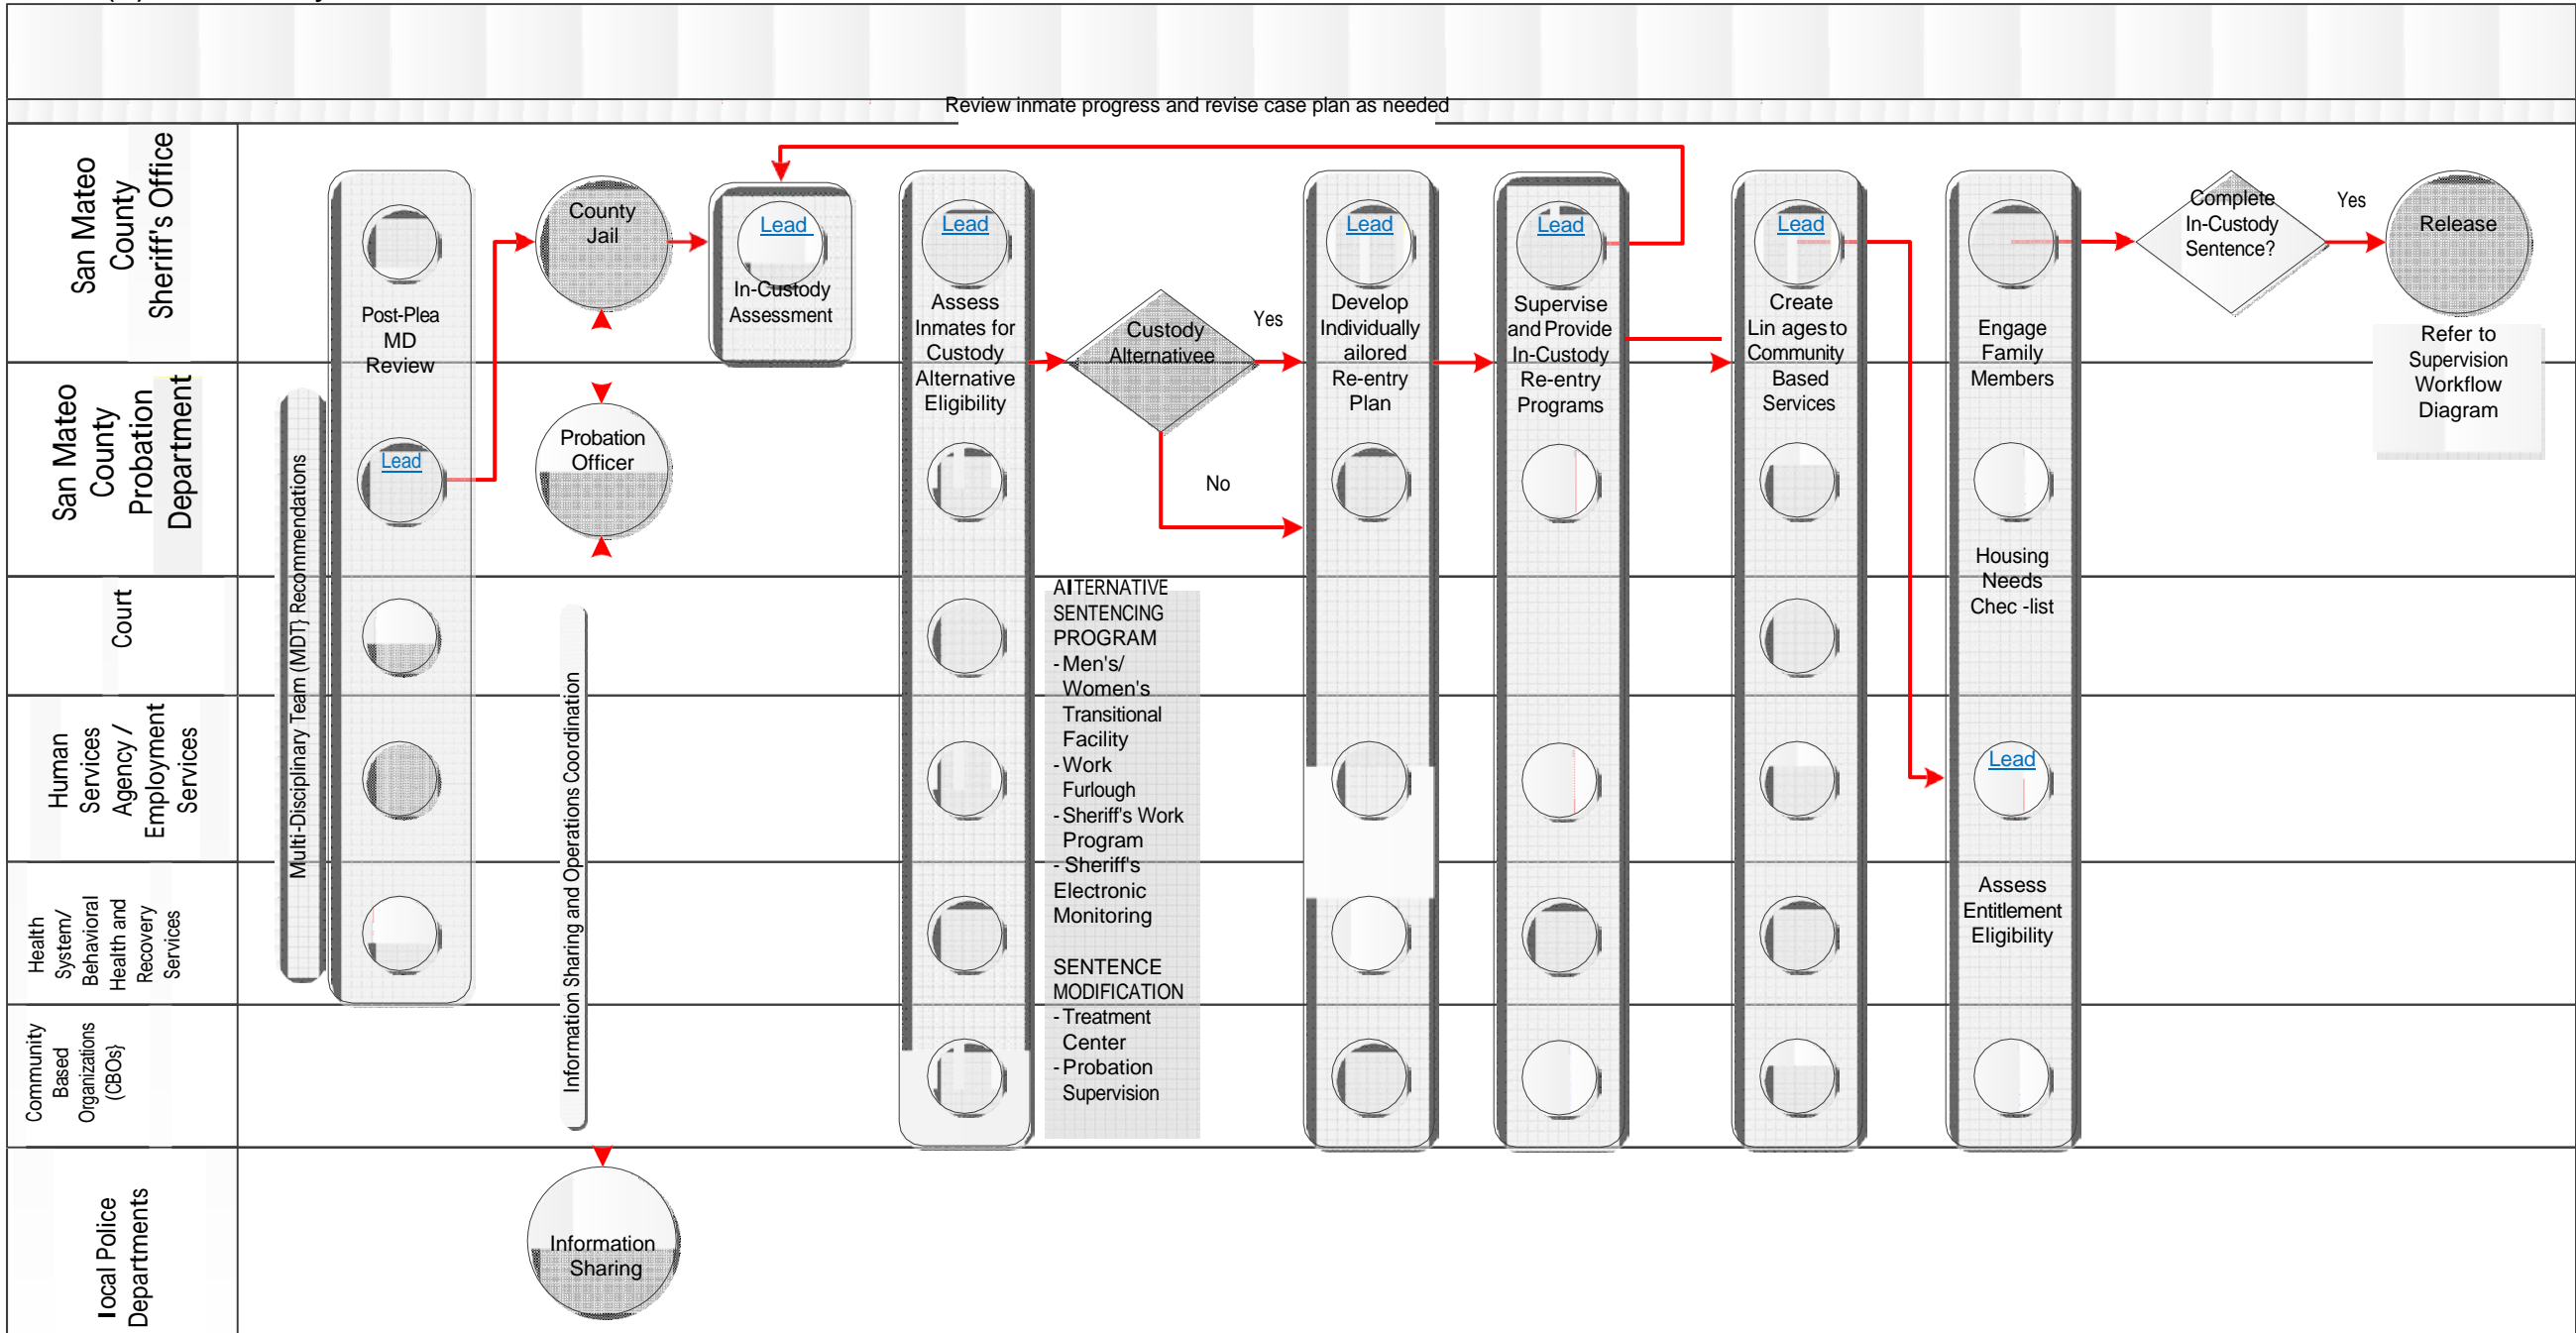 Review inmate progress and revise case plan as needed
San Mateo
County
Sheriff's Office
San Mateo
County
Probation
Department
Court
Human
Services
Agency /
Employment
Services
Health
System/
Behavioral
Health and
Recovery
Services
Community
Based
Organizations
(CBOs}
local Police
Departments
Multi-Disciplinary Team (MDT} Recommendations
Post-Plea
MD
Review
Lead
County
Jail
Probation
Officer
Information Sharing and Operations Coordination
Information
Sharing
Lead
In-Custody
Assessment
Lead
Assess
Inmates for
Custody
Alternative
Eligibility
Custody
Alternativee
Yes
No
AlTERNATIVE
SENTENCING
PROGRAM
- Men's/
Women's
Transitional
Facility
- Work
Furlough
- Sheriff's Work
Program
- Sheriff's
Electronic
Monitoring
SENTENCE
MODIFICATION
- Treatment
Center
- Probation
Supervision
Lead
Develop
Individually
ailored
Re-entry
Plan
Lead
Supervise
and Provide
In-Custody
Re-entry
Programs
Lead
Create
Lin ages to
Community
Based
Services
Engage
Family
Members
Housing
Needs
Chec -list
Lead
Assess
Entitlement
Eligibility
Complete
In-Custody
Sentence?
Yes
Release
Refer to
Supervision
Workflow
Diagram